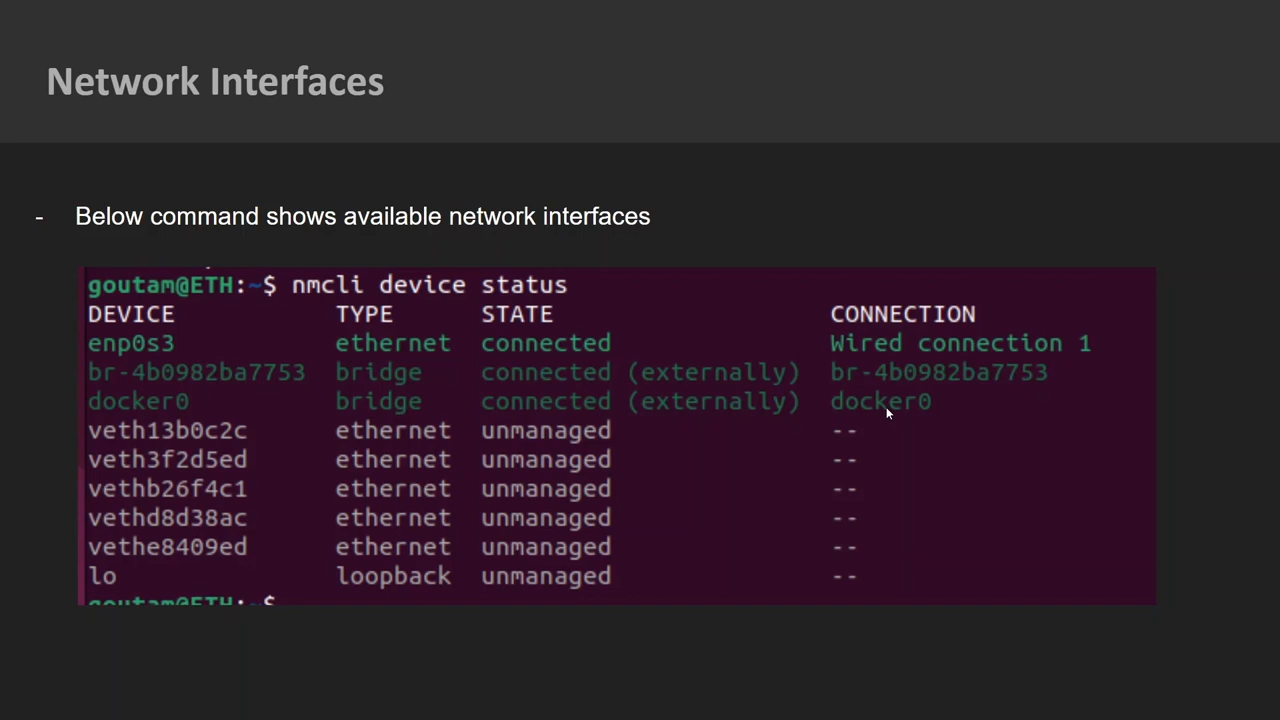 Network Interfaces
- Below command shows available network interfaces
goutam@ETH:~$ nmcli device status
DEVICE TYPE STATE CONNECTION
enp0s3 ethernet connected Wired connection 1
br-4b0982ba7753 bridge connected (externally) br-4b0982ba7753
docker0 bridge connected (externally) docker0
veth13b0c2c ethernet unmanaged --
veth3f2d5ed ethernet unmanaged --
vethb26f4c1 ethernet unmanaged --
vethd8d38ac ethernet unmanaged --
vethe8409ed ethernet unmanaged --
lo loopback unmanaged --
goutam@ETH:~$